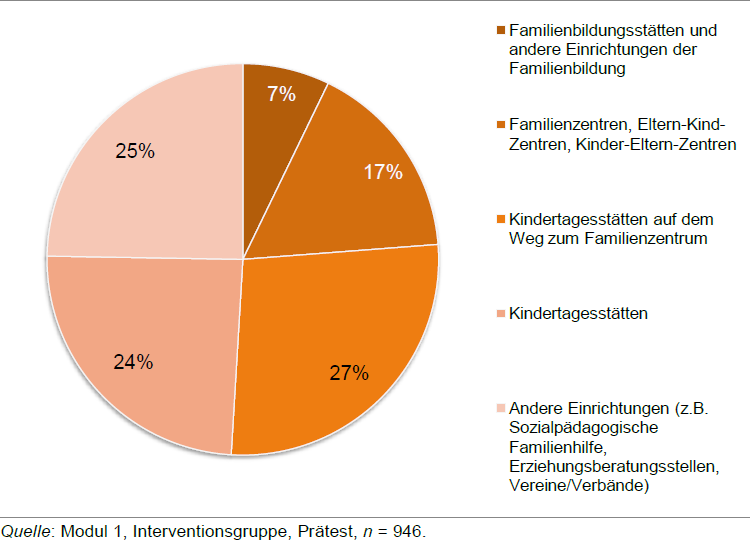 7%
17%
27%
24%
25%
Familienbildungsstätten und
andere Einrichtungen der
Familienbildung
Familienzentren, Eltern-Kind-
Zentren, Kinder-Eltern-Zentren
Kindertagesstätten auf dem
Weg zum Familienzentrum
Kindertagesstätten
Andere Einrichtungen (z.B.
Sozialpädagogische
Familienhilfe,
Erziehungsberatungsstellen,
Vereine/Verbände)
Quelle: Modul 1, Interventionsgruppe, Prätest, n = 946.